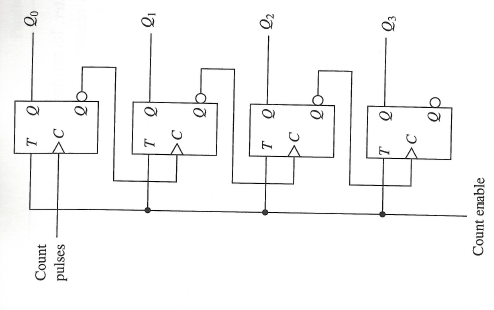 Q0
Q1
Q2
Q3
T Q
C Q
T Q
C Q
T Q
C Q
T Q
C Q
Count
pulses
Count enable